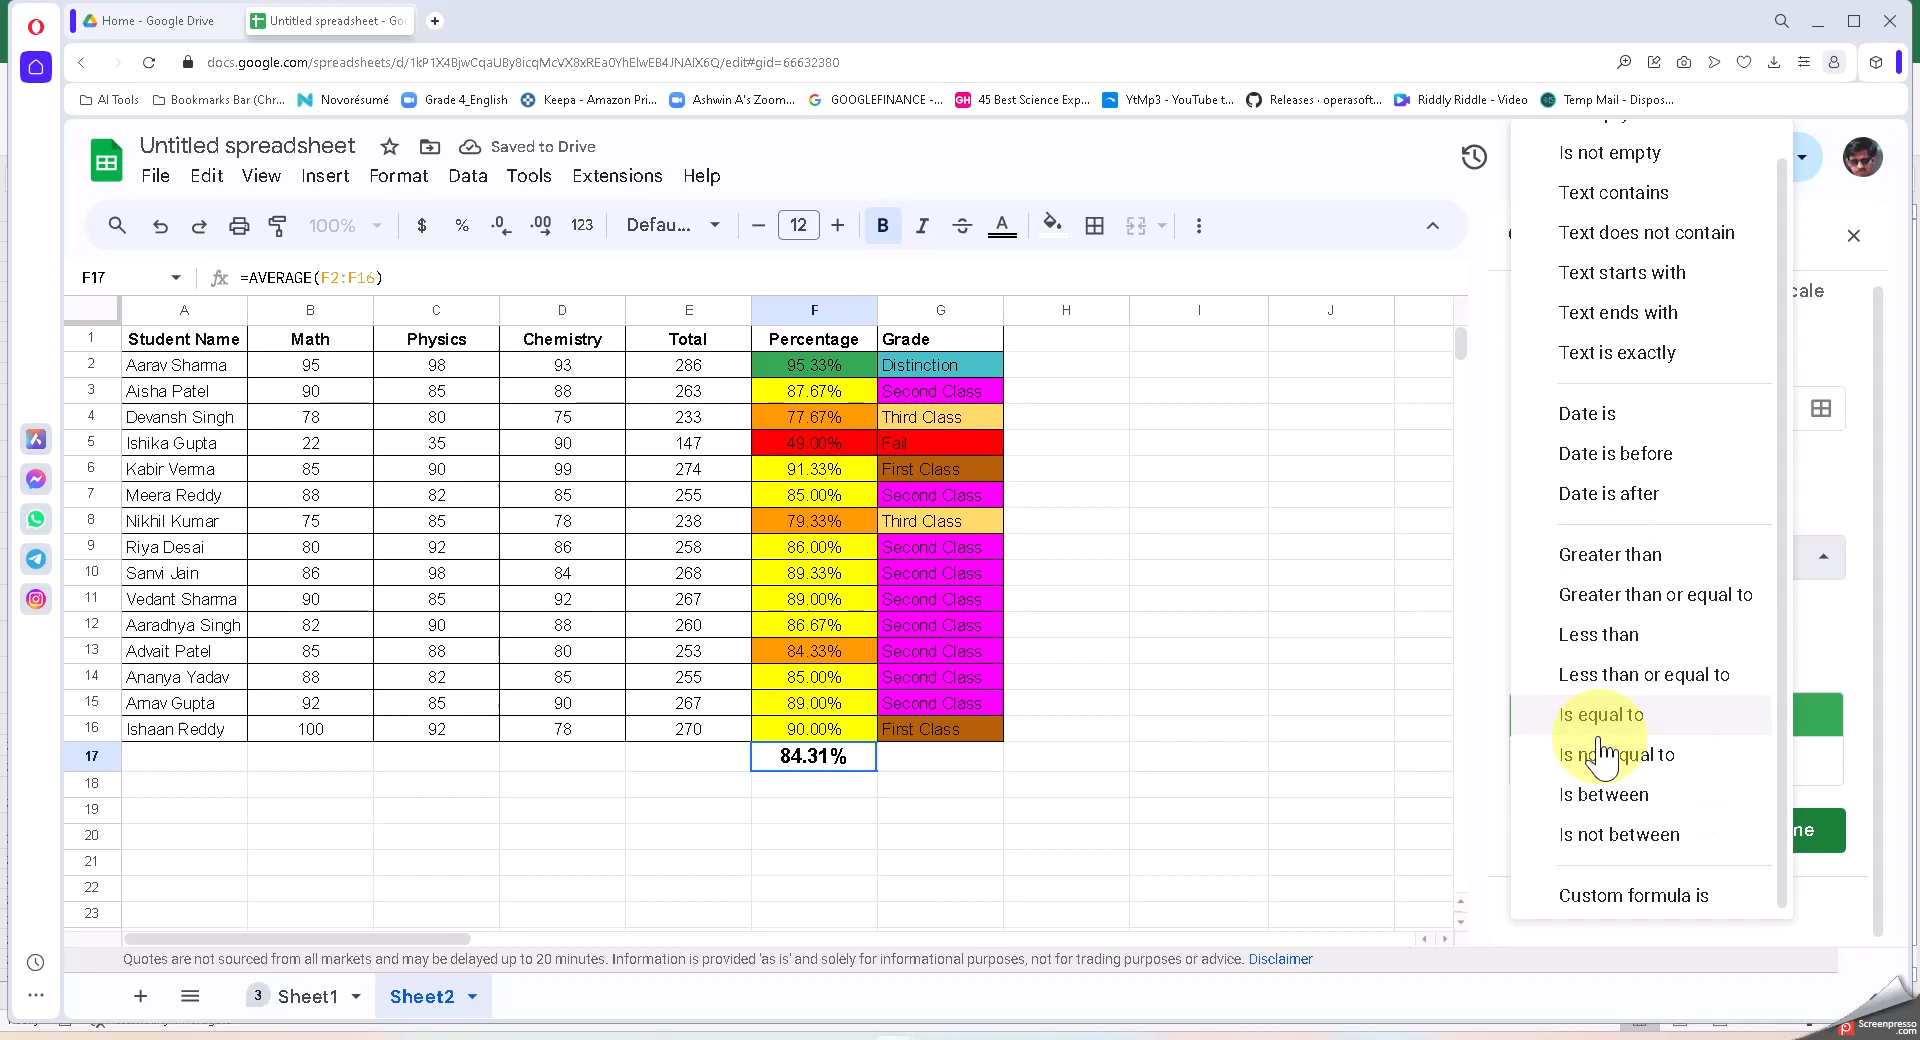 Home - Google Drive
Untitled spreadsheet - Goo
docs.google.com/spreadsheets/d/1kP1X4BjwCqaUBy8icqMcVX8xREa0YhElwEB4JNAIX6Q/edit#gid=66632380
AI Tools Bookmarks Bar (Chr... Novorésumé Grade 4_English Keepa - Amazon Pri... Ashwin A's Zoom... GOOGLEFINANCE -... GH 45 Best Science Exp... YtMp3 - YouTube t... Releases · operasoft... Riddly Riddle - Video Temp Mail - Dispos...
Untitled spreadsheet Saved to Drive
File Edit View Insert Format Data Tools Extensions Help
100% $ % .0 .00 123 Defau... 12 B I A
F17 fx =AVERAGE(F2:F16)
A B C D E F G H I J
1 Student Name Math Physics Chemistry Total Percentage Grade
2 Aarav Sharma 95 98 93 286 95.33% Distinction
3 Aisha Patel 90 85 88 263 87.67% Second Class
4 Devansh Singh 78 80 75 233 77.67% Third Class
5 Ishika Gupta 22 35 90 147 49.00% Fail
6 Kabir Verma 85 90 99 274 91.33% First Class
7 Meera Reddy 88 82 85 255 85.00% Second Class
8 Nikhil Kumar 75 85 78 238 79.33% Third Class
9 Riya Desai 80 92 86 258 86.00% Second Class
10 Sanvi Jain 86 98 84 268 89.33% Second Class
11 Vedant Sharma 90 85 92 267 89.00% Second Class
12 Aaradhya Singh 82 90 88 260 86.67% Second Class
13 Advait Patel 85 88 80 253 84.33% Second Class
14 Ananya Yadav 88 82 85 255 85.00% Second Class
15 Arnav Gupta 92 85 90 267 89.00% Second Class
16 Ishaan Reddy 100 92 78 270 90.00% First Class
17 84.31%
18
19
20
21
22
23
Is not empty
Text contains
Text does not contain
Text starts with
Text ends with
Text is exactly
Date is
Date is before
Date is after
Greater than
Greater than or equal to
Less than
Less than or equal to
Is equal to
Is not equal to
Is between
Is not between
Custom formula is
cale
ne
Quotes are not sourced from all markets and may be delayed up to 20 minutes. Information is provided 'as is' and solely for informational purposes, not for trading purposes or advice. Disclaimer
3 Sheet1 Sheet2
Screenpresso
.com